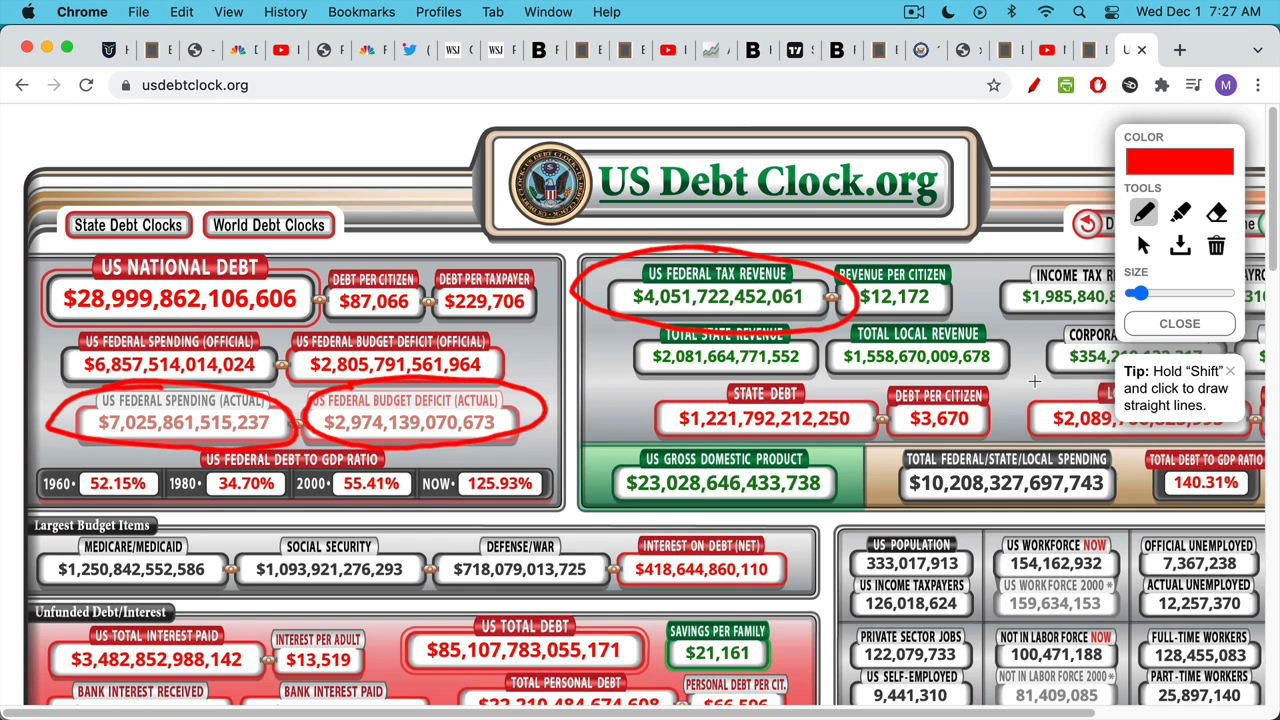 Chrome File Edit View History Bookmarks Profiles Tab Window Help Wed Dec 1 7:27 AM
usdebtclock.org M
US Debt Clock.org
State Debt Clocks World Debt Clocks
COLOR
TOOLS
SIZE
CLOSE
Tip: Hold “Shift”
and click to draw
straight lines.
US NATIONAL DEBT
$28,999,862,106,606
DEBT PER CITIZEN
$87,066
DEBT PER TAXPAYER
$229,706
US FEDERAL SPENDING (OFFICIAL)
$6,857,514,014,024
US FEDERAL BUDGET DEFICIT (OFFICIAL)
$2,805,791,561,964
US FEDERAL SPENDING (ACTUAL)
$7,025,861,515,237
US FEDERAL BUDGET DEFICIT (ACTUAL)
$2,974,139,070,673
US FEDERAL DEBT TO GDP RATIO
1960• 52.15% 1980• 34.70% 2000• 55.41% NOW• 125.93%
US FEDERAL TAX REVENUE
$4,051,722,452,061
REVENUE PER CITIZEN
$12,172
INCOME TAX
$1,985,840,8
TOTAL STATE REVENUE
$2,081,664,771,552
TOTAL LOCAL REVENUE
$1,558,670,009,678
STATE DEBT
$1,221,792,212,250
DEBT PER CITIZEN
$3,670
US GROSS DOMESTIC PRODUCT
$23,028,646,433,738
TOTAL FEDERAL/STATE/LOCAL SPENDING
$10,208,327,697,743
TOTAL DEBT TO GDP RATIO
140.31%
Largest Budget Items
MEDICARE/MEDICAID
$1,250,842,552,586
SOCIAL SECURITY
$1,093,921,276,293
DEFENSE/WAR
$718,079,013,725
INTEREST ON DEBT (NET)
$418,644,860,110
Unfunded Debt/Interest
US TOTAL INTEREST PAID
$3,482,852,988,142
INTEREST PER ADULT
$13,519
US TOTAL DEBT
$85,107,783,055,171
SAVINGS PER FAMILY
$21,161
BANK INTEREST RECEIVED
BANK INTEREST PAID
TOTAL PERSONAL DEBT
$22,210,484,674,608
PERSONAL DEBT PER CIT.
$66,596
US POPULATION
333,017,913
US WORKFORCE NOW
154,162,932
OFFICIAL UNEMPLOYED
7,367,238
US INCOME TAXPAYERS
126,018,624
US WORKFORCE 2000*
159,634,153
ACTUAL UNEMPLOYED
12,257,370
PRIVATE SECTOR JOBS
122,079,733
NOT IN LABOR FORCE NOW
100,471,188
FULL-TIME WORKERS
128,455,083
US SELF-EMPLOYED
9,441,310
NOT IN LABOR FORCE 2000*
81,409,085
PART-TIME WORKERS
25,897,140